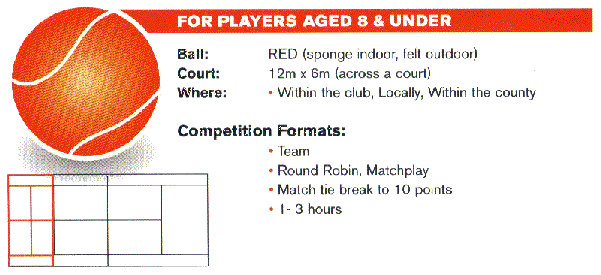 FOR PLAYERS AGED 8 & UNDER
Ball: RED (sponge indoor, felt outdoor)
Court: 12m x 6m (across a court)
Where: • Within the club, Locally, Within the county
Competition Formats:
• Team
• Round Robin, Matchplay
• Match tie break to 10 points
• 1- 3 hours